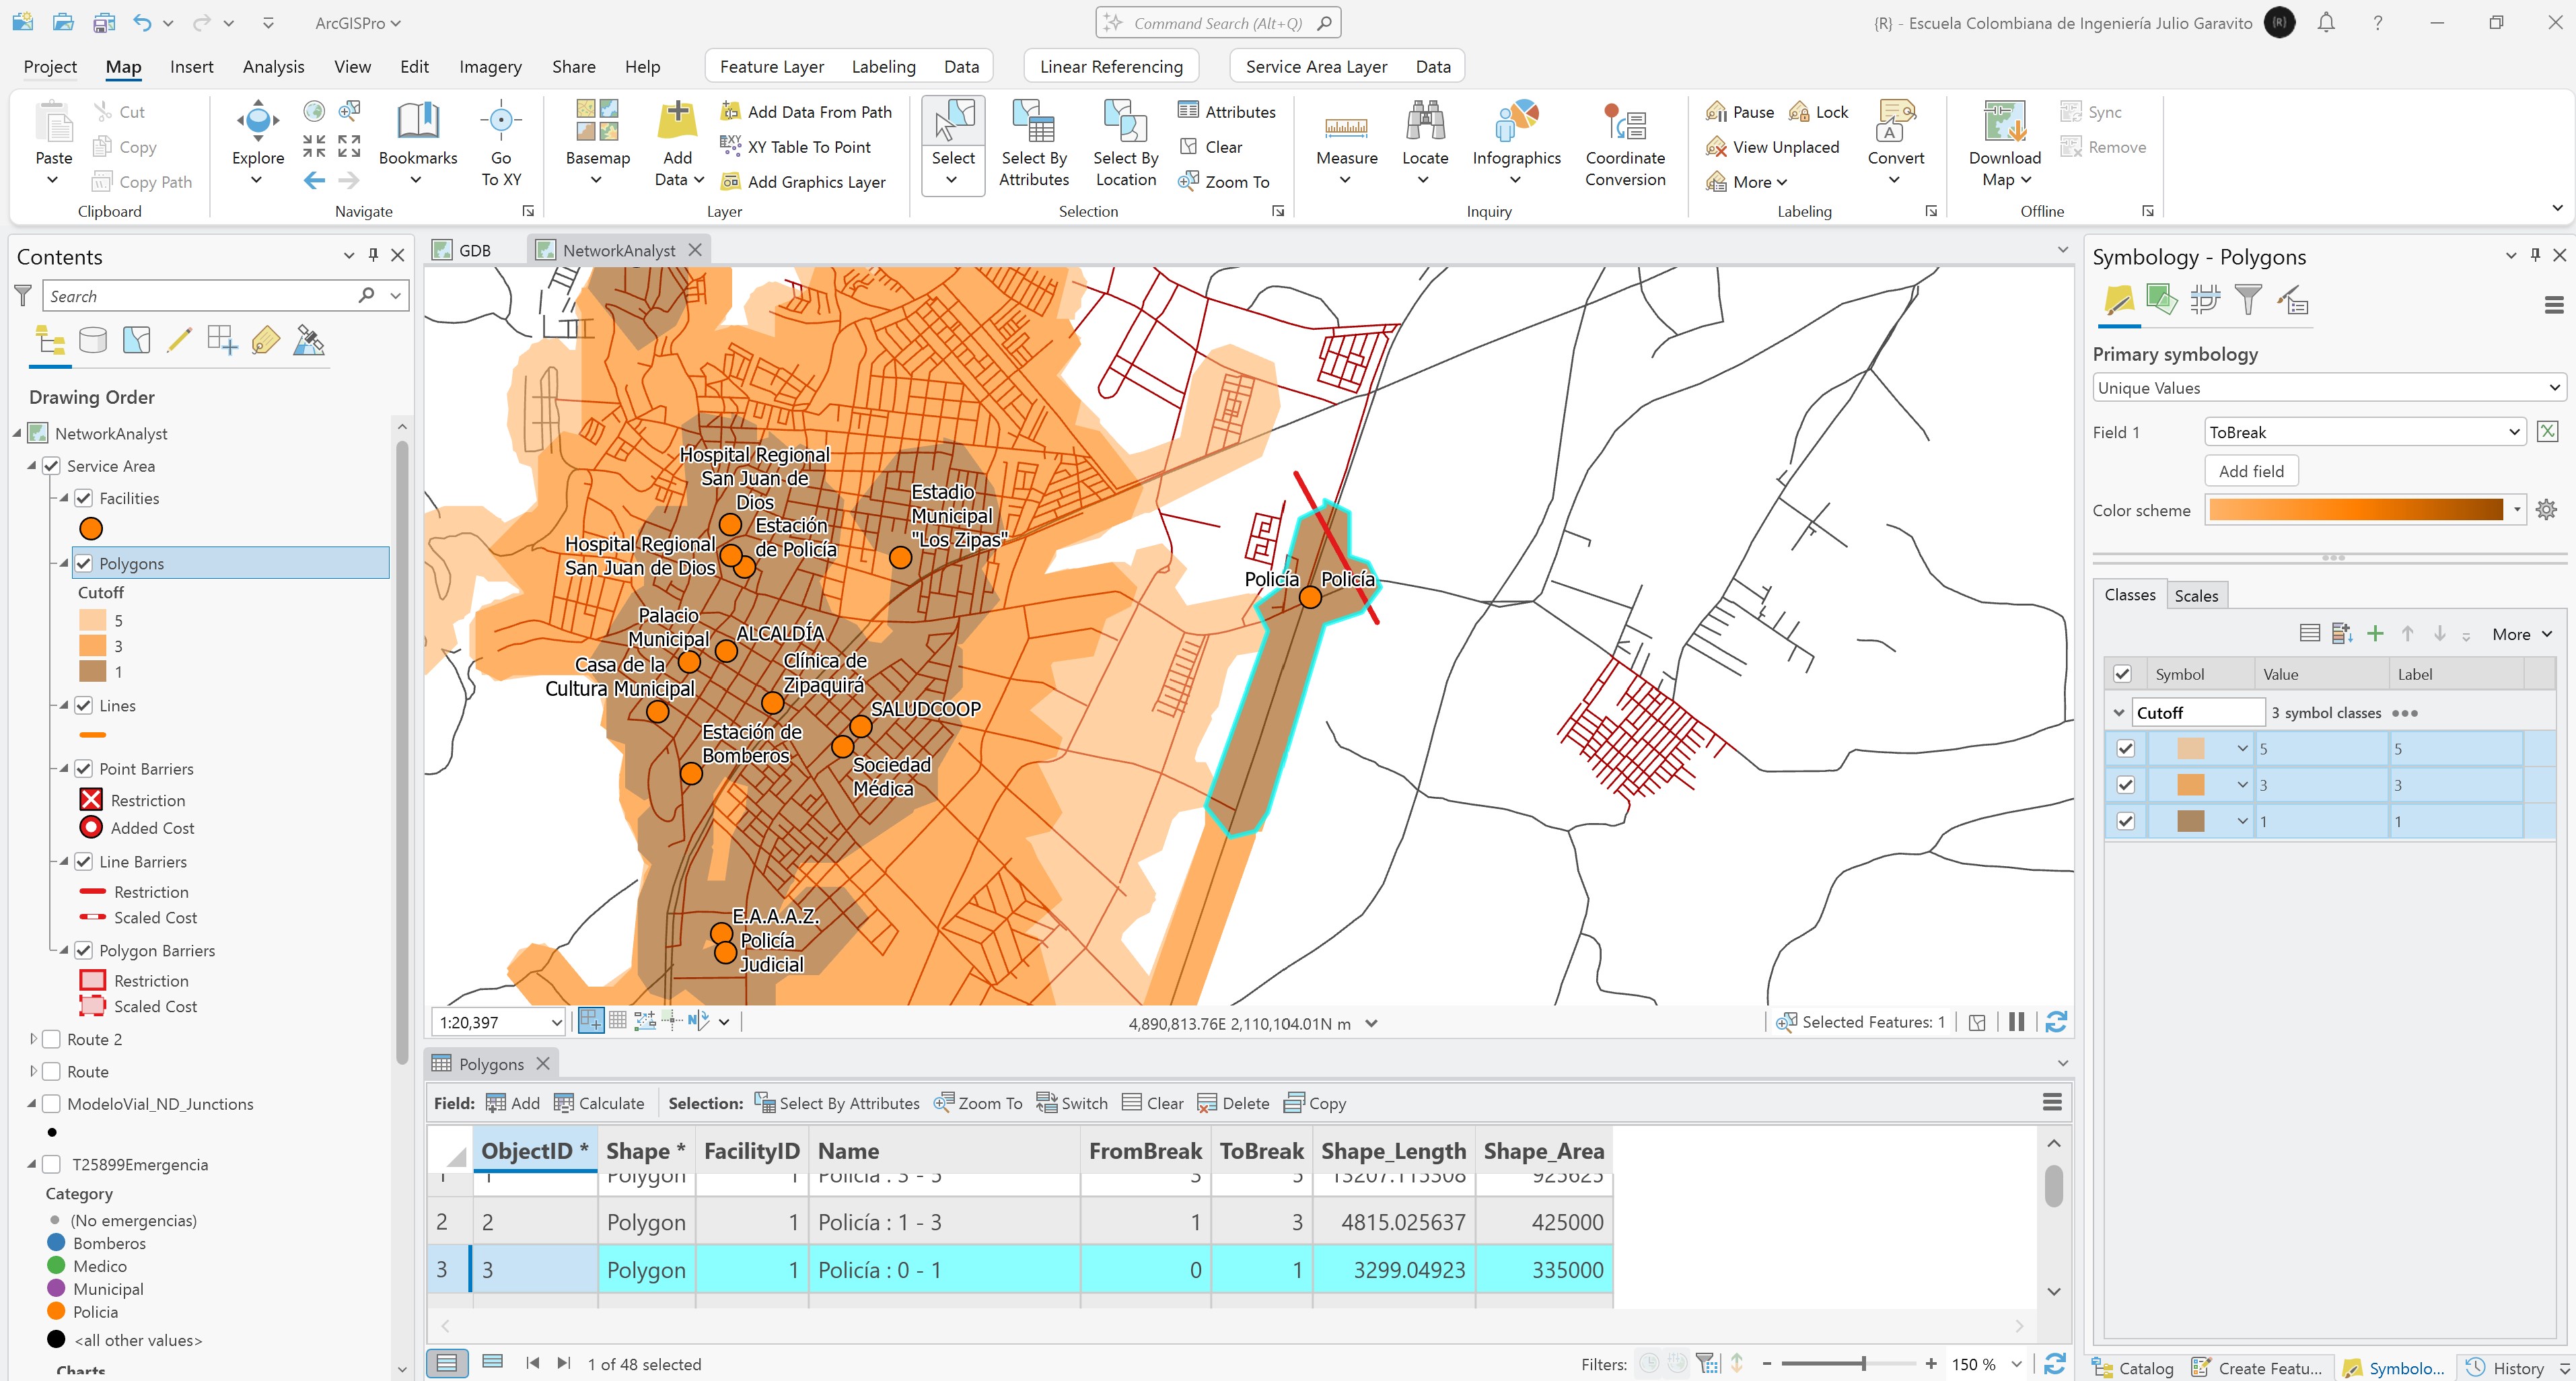 ArcGISPro
Command Search (Alt+Q)
{R} - Escuela Colombiana de Ingeniería Julio Garavito
{R}
Project Map Insert Analysis View Edit Imagery Share Help Feature Layer Labeling Data Linear Referencing Service Area Layer Data
Paste
Cut
Copy
Copy Path
Clipboard
Explore
Bookmarks
Go To XY
Navigate
Basemap
Add Data
Add Data From Path
XY Table To Point
Add Graphics Layer
Layer
Select
Select By Attributes
Select By Location
Attributes
Clear
Zoom To
Selection
Measure
Locate
Infographics
Coordinate Conversion
Inquiry
Pause
Lock
View Unplaced
More
Convert
Labeling
Download Map
Sync
Remove
Offline
Contents
Search
Drawing Order
NetworkAnalyst
Service Area
Facilities
Polygons
Cutoff
5
3
1
Lines
Point Barriers
Restriction
Added Cost
Line Barriers
Restriction
Scaled Cost
Polygon Barriers
Restriction
Scaled Cost
Route 2
Route
ModeloVial_ND_Junctions
T25899Emergencia
Category
(No emergencias)
Bomberos
Medico
Municipal
Policia
<all other values>
Charts
GDB
NetworkAnalyst
Hospital Regional
San Juan de
Dios
Estación
de Policía
Hospital Regional
San Juan de Dios
Estadio
Municipal
"Los Zipas"
Policía
Policía
Palacio
Municipal
ALCALDÍA
Casa de la
Cultura Municipal
Clínica de
Zipaquirá
SALUDCOOP
Estación de
Bomberos
Sociedad
Médica
E.A.A.A.Z.
Policía
Judicial
1:20,397
4,890,813.76E 2,110,104.01N m
Selected Features: 1
Polygons
Field: Add Calculate Selection: Select By Attributes Zoom To Switch Clear Delete Copy
ObjectID * Shape * FacilityID Name FromBreak ToBreak Shape_Length Shape_Area
1 1 Polygon 1 Policía : 3 - 5 3 5 13207.115308 925625
2 2 Polygon 1 Policía : 1 - 3 1 3 4815.025637 425000
3 3 Polygon 1 Policía : 0 - 1 0 1 3299.04923 335000
1 of 48 selected
Filters:
150 %
Symbology - Polygons
Primary symbology
Unique Values
Field 1 ToBreak
Add field
Color scheme
Classes Scales
More
Symbol Value Label
Cutoff 3 symbol classes
5 5
3 3
1 1
Catalog Create Featu... Symbolo... History